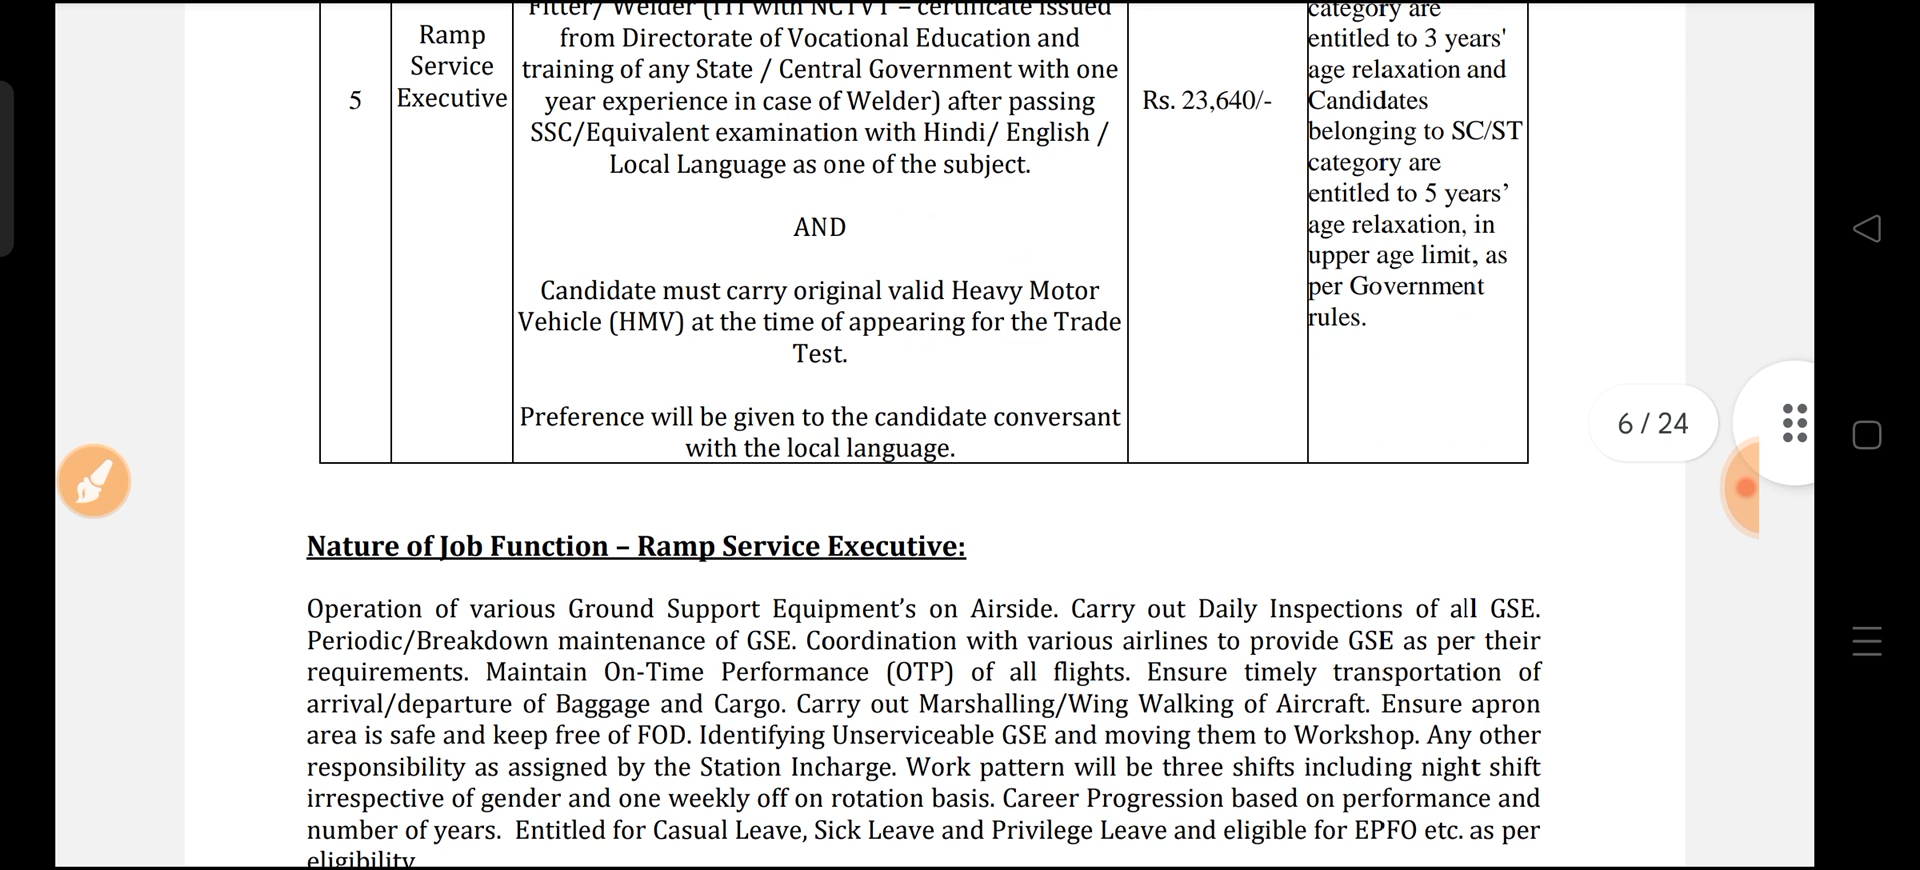 5
Ramp
Service
Executive
Fitter/ Welder (ITI with NCTVT – certificate issued
from Directorate of Vocational Education and
training of any State / Central Government with one
year experience in case of Welder) after passing
SSC/Equivalent examination with Hindi/ English /
Local Language as one of the subject.
AND
Candidate must carry original valid Heavy Motor
Vehicle (HMV) at the time of appearing for the Trade
Test.
Preference will be given to the candidate conversant
with the local language.
Rs. 23,640/-
category are
entitled to 3 years'
age relaxation and
Candidates
belonging to SC/ST
category are
entitled to 5 years’
age relaxation, in
upper age limit, as
per Government
rules.
6 / 24
Nature of Job Function – Ramp Service Executive:
Operation of various Ground Support Equipment’s on Airside. Carry out Daily Inspections of all GSE.
Periodic/Breakdown maintenance of GSE. Coordination with various airlines to provide GSE as per their
requirements. Maintain On-Time Performance (OTP) of all flights. Ensure timely transportation of
arrival/departure of Baggage and Cargo. Carry out Marshalling/Wing Walking of Aircraft. Ensure apron
area is safe and keep free of FOD. Identifying Unserviceable GSE and moving them to Workshop. Any other
responsibility as assigned by the Station Incharge. Work pattern will be three shifts including night shift
irrespective of gender and one weekly off on rotation basis. Career Progression based on performance and
number of years. Entitled for Casual Leave, Sick Leave and Privilege Leave and eligible for EPFO etc. as per
eligibility